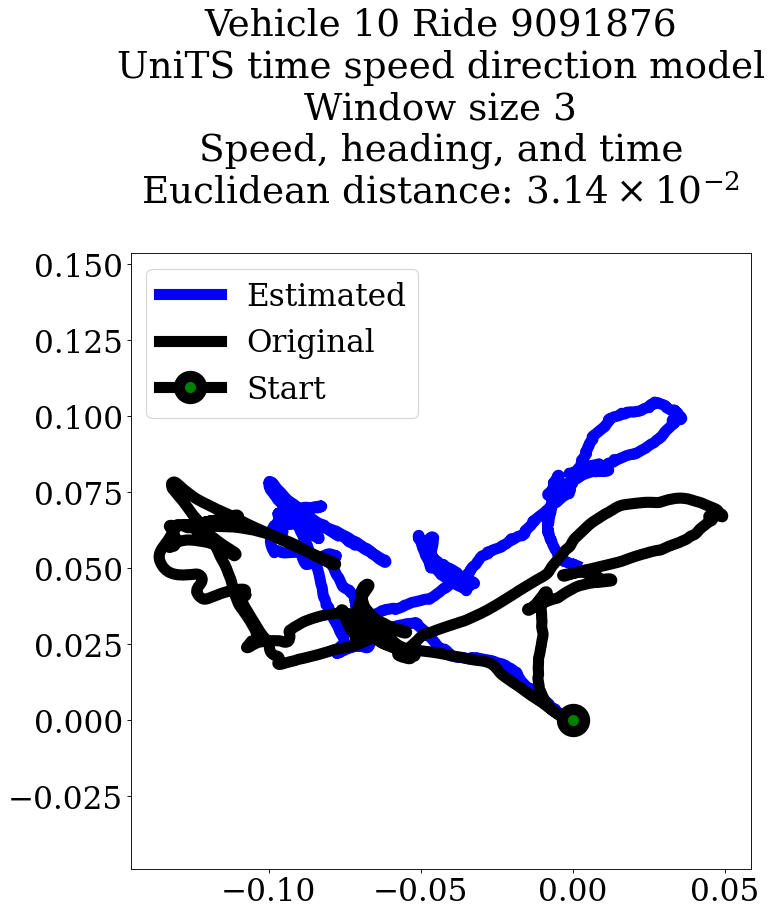 Vehicle 10 Ride 9091876
UniTS time speed direction model
Window size 3
Speed, heading, and time
Euclidean distance: 3.14 × 10⁻²
0.150
Estimated
0.125
Original
Start
0.100
0.075
0.050
0.025
0.000
−0.025
−0.10 −0.05 0.00 0.05